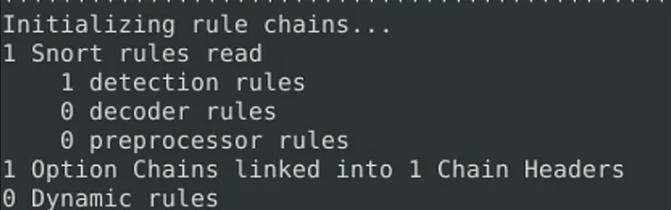 Initializing rule chains...
1 Snort rules read
    1 detection rules
    0 decoder rules
    0 preprocessor rules
1 Option Chains linked into 1 Chain Headers
0 Dynamic rules